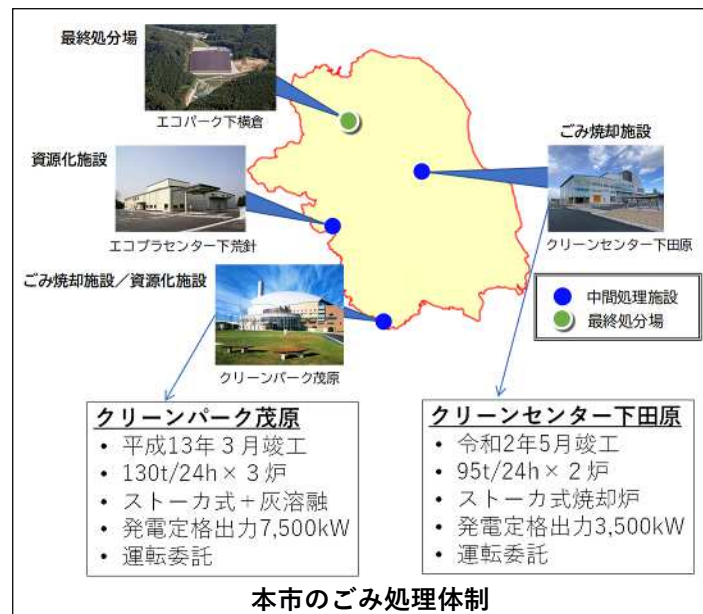 最終処分場
エコパーク下横倉
資源化施設
エコプラセンター下荒針
ごみ焼却施設／資源化施設
クリーンパーク茂原
ごみ焼却施設
クリーンセンター下田原
中間処理施設
最終処分場
クリーンパーク茂原
• 平成13年３月竣工
• 130t/24h×３炉
• ストーカ式＋灰溶融
• 発電定格出力7,500kW
• 運転委託
クリーンセンター下田原
• 令和2年5月竣工
• 95t/24h×２炉
• ストーカ式焼却炉
• 発電定格出力3,500kW
• 運転委託
本市のごみ処理体制